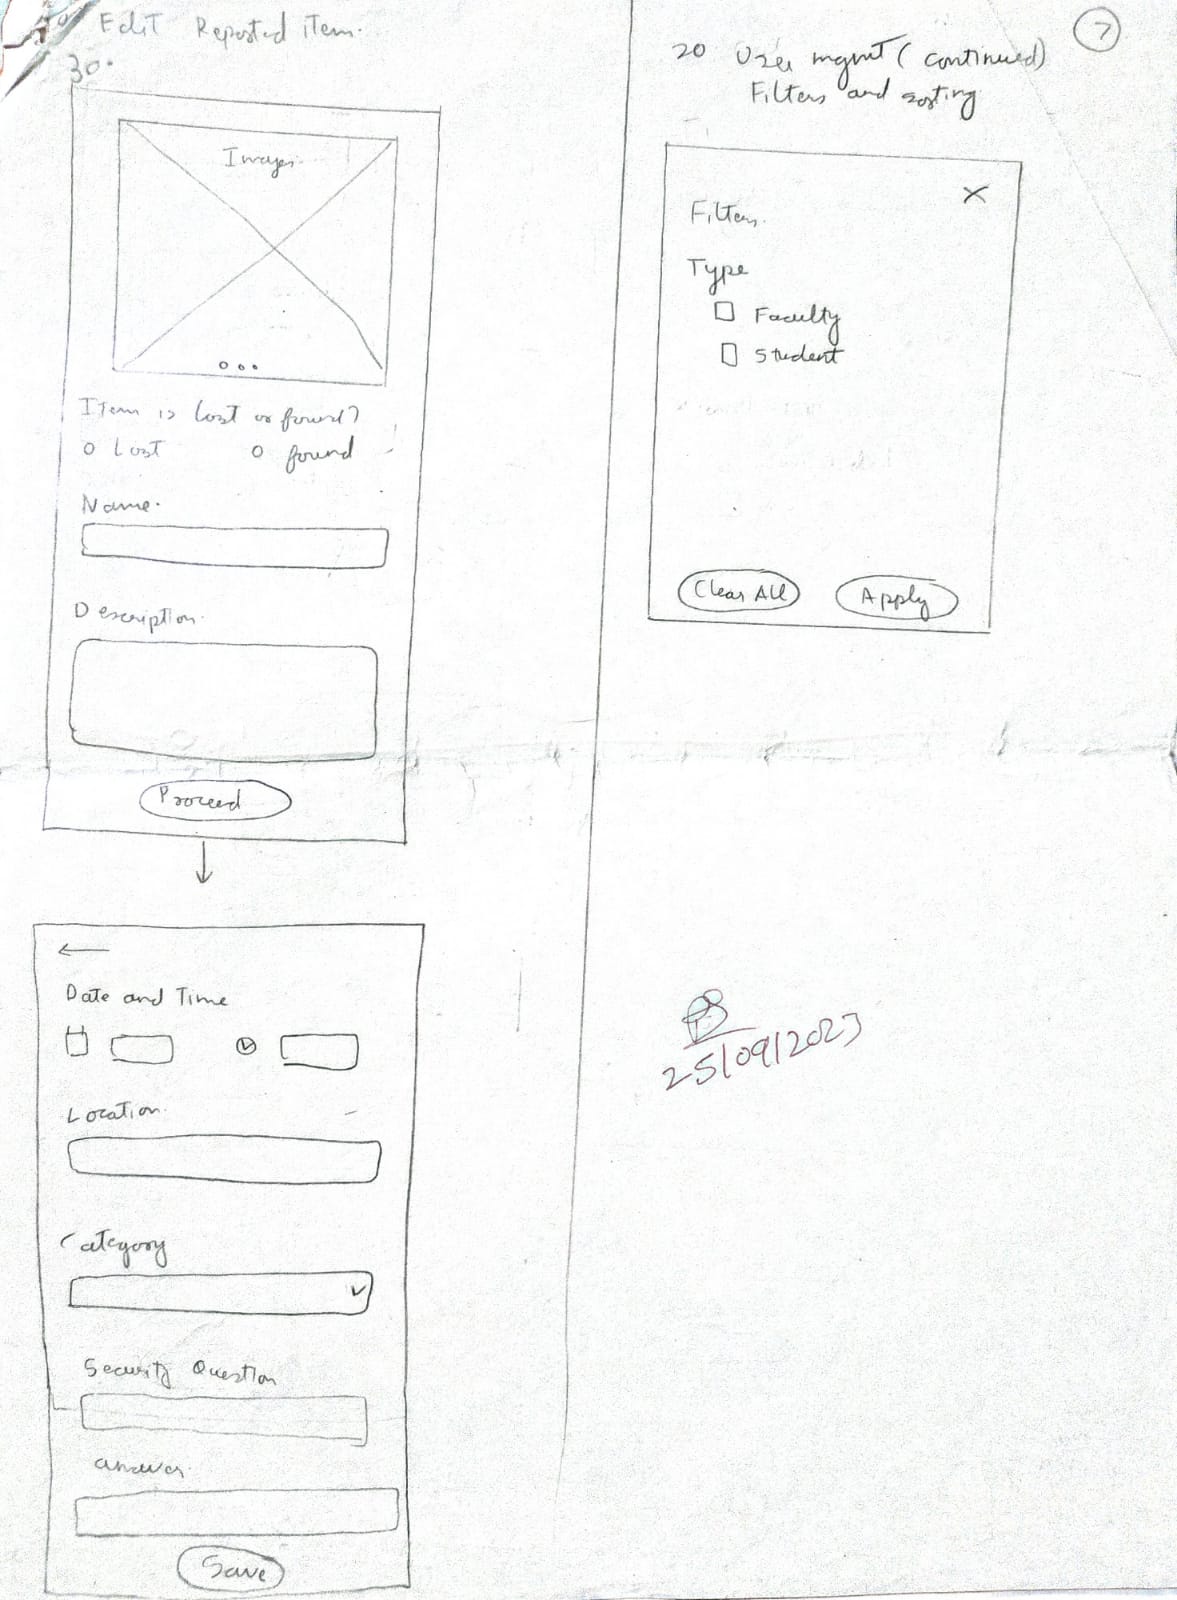 Edit Reported item.
30.
Images.
Item is Lost or found?
Lost found
Name.
Description.
Proceed
Date and Time
Location.
Category
Security Question
answer.
Save
7
20 User mgmt (continued)
Filters and sorting
Filters.
Type
Faculty
Student
Clear All Apply
25/09/2023